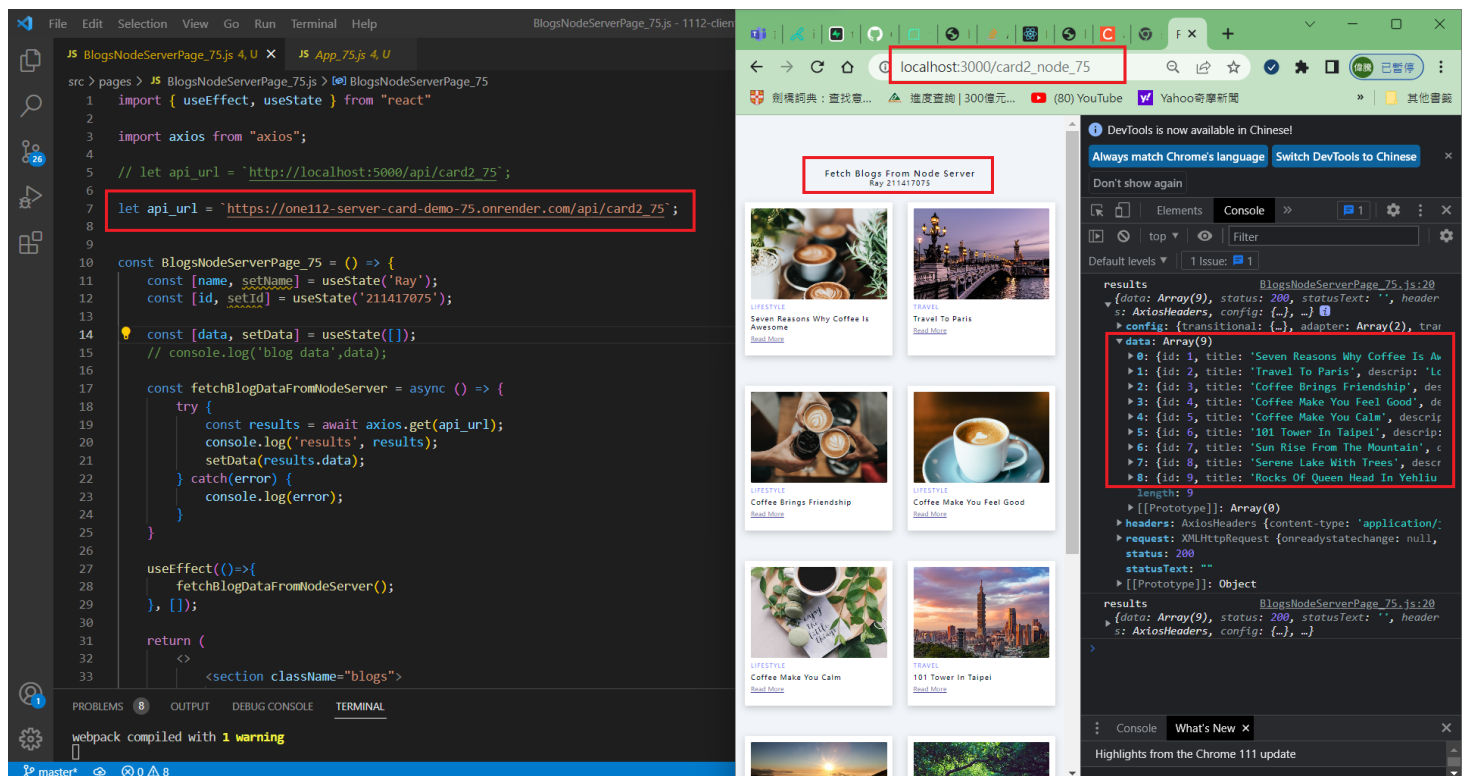 File Edit Selection View Go Run Terminal Help
BlogsNodeServerPage_75.js - 1112-client
BlogsNodeServerPage_75.js 4, U
App_75.js 4, U
src > pages > JS BlogsNodeServerPage_75.js > BlogsNodeServerPage_75
1 import { useEffect, useState } from "react"
2
3 import axios from "axios";
4
5 // let api_url = `http://localhost:5000/api/card2_75`;
6
7 let api_url = `https://one112-server-card-demo-75.onrender.com/api/card2_75`;
8
9
10 const BlogsNodeServerPage_75 = () => {
11 const [name, setName] = useState('Ray');
12 const [id, setId] = useState('211417075');
13
14 const [data, setData] = useState([]);
15 // console.log('blog data',data);
16
17 const fetchBlogDataFromNodeServer = async () => {
18 try {
19 const results = await axios.get(api_url);
20 console.log('results', results);
21 setData(results.data);
22 } catch(error) {
23 console.log(error);
24 }
25 }
26
27 useEffect(()=>{
28 fetchBlogDataFromNodeServer();
29 }, []);
30
31 return (
32 <>
33 <section className="blogs">
26
1
PROBLEMS 8 OUTPUT DEBUG CONSOLE TERMINAL
webpack compiled with 1 warning
master* 0 8
localhost:3000/card2_node_75
已暫停
劍橋詞典：查找意... 進度查詢 | 300億元... (80) YouTube Yahoo奇摩新聞 » 其他書籤
Fetch Blogs From Node Server
Ray 211417075
LIFESTYLE
Seven Reasons Why Coffee Is
Awesome
Read More
TRAVEL
Travel To Paris
Read More
LIFESTYLE
Coffee Brings Friendship
Read More
LIFESTYLE
Coffee Make You Feel Good
Read More
LIFESTYLE
Coffee Make You Calm
Read More
TRAVEL
101 Tower In Taipei
Read More
DevTools is now available in Chinese!
Always match Chrome's language Switch DevTools to Chinese
Don't show again
Elements Console » 1
top Filter
Default levels 1 Issue: 1
results BlogsNodeServerPage_75.js:20
{data: Array(9), status: 200, statusText: '', header
s: AxiosHeaders, config: {…}, …}
config: {transitional: {…}, adapter: Array(2), tran
data: Array(9)
0: {id: 1, title: 'Seven Reasons Why Coffee Is Aw
1: {id: 2, title: 'Travel To Paris', descrip: 'Lo
2: {id: 3, title: 'Coffee Brings Friendship', des
3: {id: 4, title: 'Coffee Make You Feel Good', de
4: {id: 5, title: 'Coffee Make You Calm', descrip
5: {id: 6, title: '101 Tower In Taipei', descrip:
6: {id: 7, title: 'Sun Rise From The Mountain', d
7: {id: 8, title: 'Serene Lake With Trees', descr
8: {id: 9, title: 'Rocks Of Queen Head In Yehliu
length: 9
[[Prototype]]: Array(0)
headers: AxiosHeaders {content-type: 'application/j
request: XMLHttpRequest {onreadystatechange: null,
status: 200
statusText: ""
[[Prototype]]: Object
results BlogsNodeServerPage_75.js:20
{data: Array(9), status: 200, statusText: '', header
s: AxiosHeaders, config: {…}, …}
Console What's New
Highlights from the Chrome 111 update